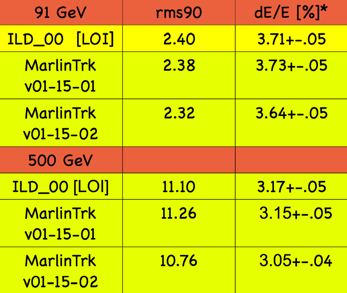 91 GeV rms90 dE/E [%]*
ILD_00 [LOI] 2.40 3.71+-.05
MarlinTrk v01-15-01 2.38 3.73+-.05
MarlinTrk v01-15-02 2.32 3.64+-.05
500 GeV
ILD_00 [LOI] 11.10 3.17+-.05
MarlinTrk v01-15-01 11.26 3.15+-.05
MarlinTrk v01-15-02 10.76 3.05+-.04